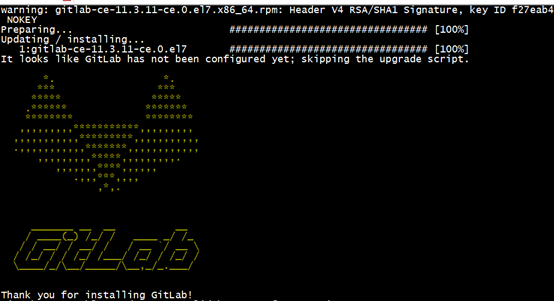 warning: gitlab-ce-11.3.11-ce.0.el7.x86_64.rpm: Header V4 RSA/SHA1 Signature, key ID f27eab4
NOKEY
Preparing... ################################# [100%]
Updating / installing...
1:gitlab-ce-11.3.11-ce.0.el7 ################################# [100%]
It looks like GitLab has not been configured yet; skipping the upgrade script.
GitLab
Thank you for installing GitLab!